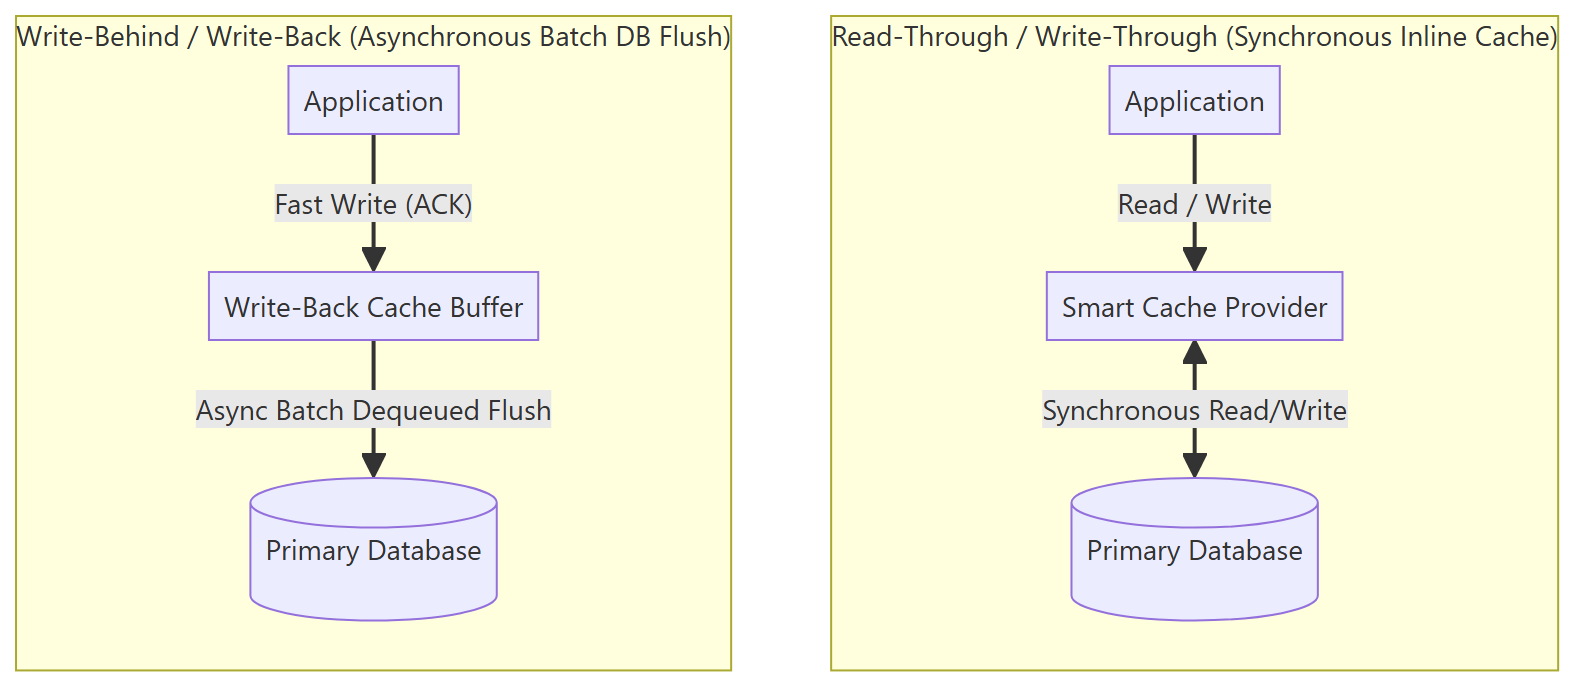 Write-Behind / Write-Back (Asynchronous Batch DB Flush)
Application
Fast Write (ACK)
Write-Back Cache Buffer
Async Batch Dequeued Flush
Primary Database
Read-Through / Write-Through (Synchronous Inline Cache)
Application
Read / Write
Smart Cache Provider
Synchronous Read/Write
Primary Database